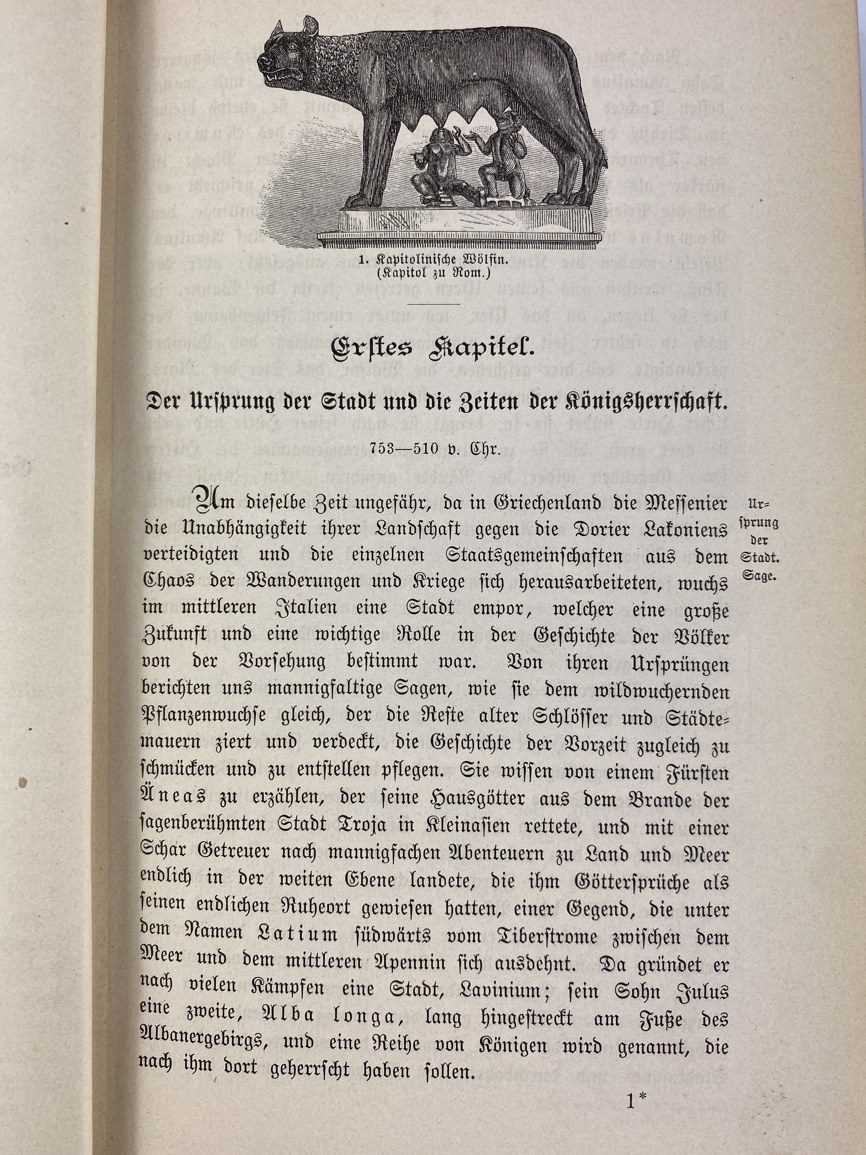 1. Kapitolinische Wölfin.
(Kapitol zu Rom.)
Erstes Kapitel.
Der Ursprung der Stadt und die Zeiten der Königsherrschaft.
753—510 v. Chr.
Um dieselbe Zeit ungefähr, da in Griechenland die Messenier
die Unabhängigkeit ihrer Landschaft gegen die Dorier Lakoniens
verteidigten und die einzelnen Staatsgemeinschaften aus dem
Chaos der Wanderungen und Kriege sich herausarbeiteten, wuchs
im mittleren Italien eine Stadt empor, welcher eine große
Zukunft und eine wichtige Rolle in der Geschichte der Völker
von der Vorsehung bestimmt war. Von ihren Ursprüngen
berichten uns mannigfaltige Sagen, wie sie dem wildwuchernden
Pflanzenwuchse gleich, der die Reste alter Schlösser und Städte-
mauern ziert und verdeckt, die Geschichte der Vorzeit zugleich zu
schmücken und zu entstellen pflegen. Sie wissen von einem Fürsten
Äneas zu erzählen, der seine Hausgötter aus dem Brande der
sagenberühmten Stadt Troja in Kleinasien rettete, und mit einer
Schar Getreuer nach mannigfachen Abenteuern zu Land und Meer
endlich in der weiten Ebene landete, die ihm Göttersprüche als
seinen endlichen Ruheort gewiesen hatten, einer Gegend, die unter
dem Namen Latium südwärts vom Tiberstrome zwischen dem
Meer und dem mittleren Apennin sich ausdehnt. Da gründet er
nach vielen Kämpfen eine Stadt, Lavinium; sein Sohn Julus
eine zweite, Alba longa, lang hingestreckt am Fuße des
Albanergebirgs, und eine Reihe von Königen wird genannt, die
nach ihm dort geherrscht haben sollen.
Ur-
sprung
der
Stadt.
Sage.
1*